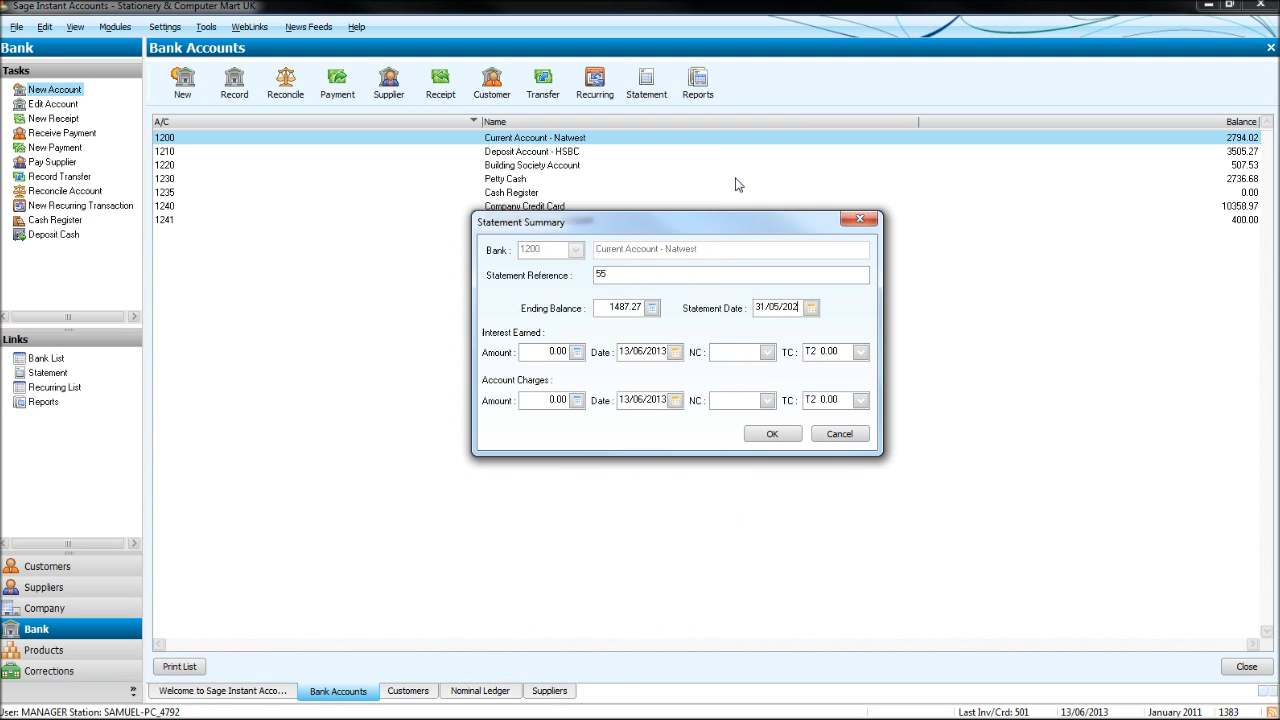 Sage Instant Accounts - Stationery & Computer Mart UK
File Edit View Modules Settings Tools WebLinks News Feeds Help
Bank
Bank Accounts
Tasks
New Account
Edit Account
New Receipt
Receive Payment
New Payment
Pay Supplier
Record Transfer
Reconcile Account
New Recurring Transaction
Cash Register
Deposit Cash
Links
Bank List
Statement
Recurring List
Reports
Customers
Suppliers
Company
Bank
Products
Corrections
New Record Reconcile Payment Supplier Receipt Customer Transfer Recurring Statement Reports
A/C Name Balance
1200 Current Account - Natwest 2794.02
1210 Deposit Account - HSBC 3505.27
1220 Building Society Account 507.53
1230 Petty Cash 2736.68
1235 Cash Register 0.00
1240 Company Credit Card 10358.97
1241 400.00
Statement Summary
Bank : 1200 Current Account - Natwest
Statement Reference : 55
Ending Balance : 1487.27 Statement Date : 31/05/202
Interest Earned :
Amount : 0.00 Date : 13/06/2013 NC : TC : T2 0.00
Account Charges :
Amount : 0.00 Date : 13/06/2013 NC : TC : T2 0.00
OK Cancel
Print List Close
Welcome to Sage Instant Acco... Bank Accounts Customers Nominal Ledger Suppliers
User: MANAGER Station: SAMUEL-PC_4792 Last Inv/Crd: 501 13/06/2013 January 2011 1383